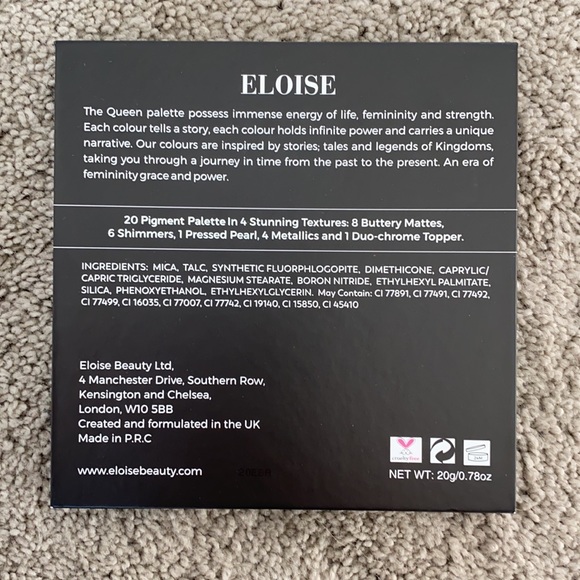 ELOISE
The Queen palette possess immense energy of life, femininity and strength.
Each colour tells a story, each colour holds infinite power and carries a unique
narrative. Our colours are inspired by stories; tales and legends of Kingdoms,
taking you through a journey in time from the past to the present. An era of
femininity grace and power.
20 Pigment Palette In 4 Stunning Textures: 8 Buttery Mattes,
6 Shimmers, 1 Pressed Pearl, 4 Metallics and 1 Duo-chrome Topper.
INGREDIENTS: MICA, TALC, SYNTHETIC FLUORPHLOGOPITE, DIMETHICONE, CAPRYLIC/
CAPRIC TRIGLYCERIDE, MAGNESIUM STEARATE, BORON NITRIDE, ETHYLHEXYL PALMITATE,
SILICA, PHENOXYETHANOL, ETHYLHEXYLGLYCERIN. May Contain: CI 77891, CI 77491, CI 77492,
CI 77499, CI 16035, CI 77007, CI 77742, CI 19140, CI 15850, CI 45410
Eloise Beauty Ltd,
4 Manchester Drive, Southern Row,
Kensington and Chelsea,
London, W10 5BB
Created and formulated in the UK
Made in P.R.C
cruelty free
www.eloisebeauty.com
NET WT: 20g/0.78oz